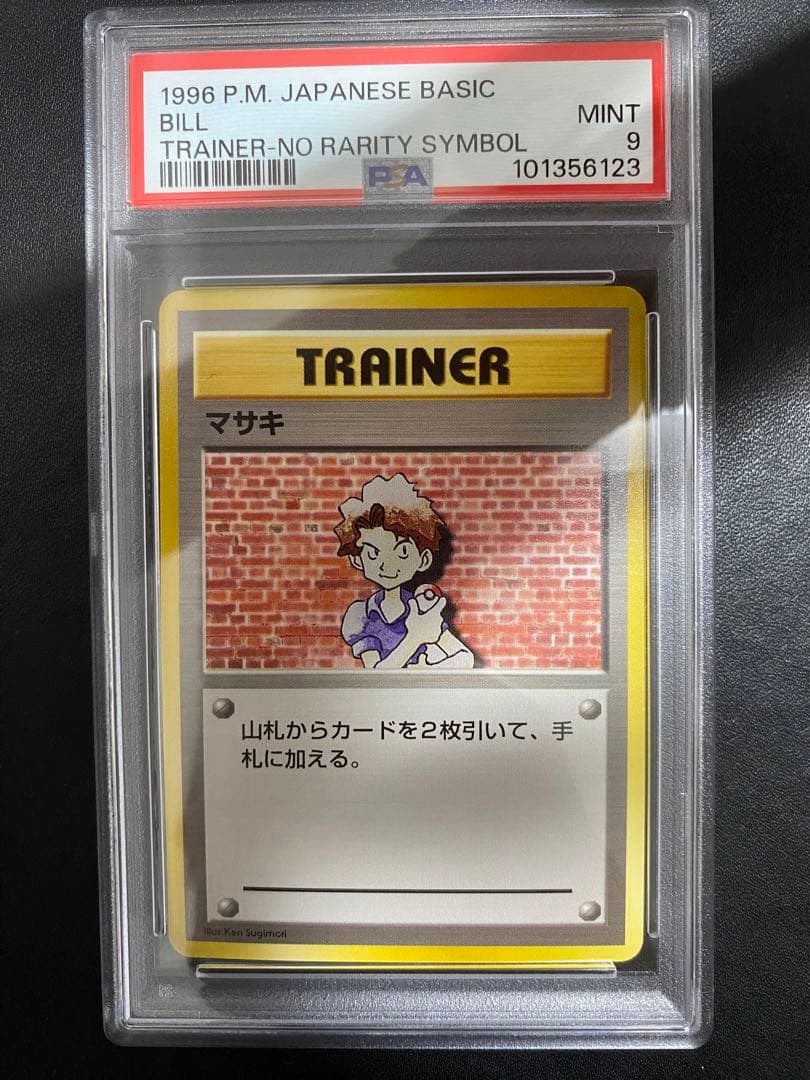 1996 P.M. JAPANESE BASIC
BILL MINT
TRAINER-NO RARITY SYMBOL 9
PSA 101356123
TRAINER
マサキ
山札からカードを2枚引いて、手
札に加える。
Illus. Ken Sugimori